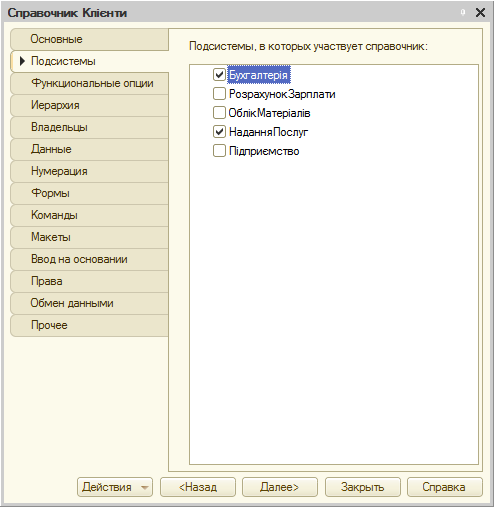 Справочник Клієнти
Основные
Подсистемы
Функциональные опции
Иерархия
Владельцы
Данные
Нумерация
Формы
Команды
Макеты
Ввод на основании
Права
Обмен данными
Прочее
Подсистемы, в которых участвует справочник:
Бухгалтерія
РозрахунокЗарплати
ОблікМатеріалів
НаданняПослуг
Підприємство
Действия
<Назад
Далее>
Закрыть
Справка